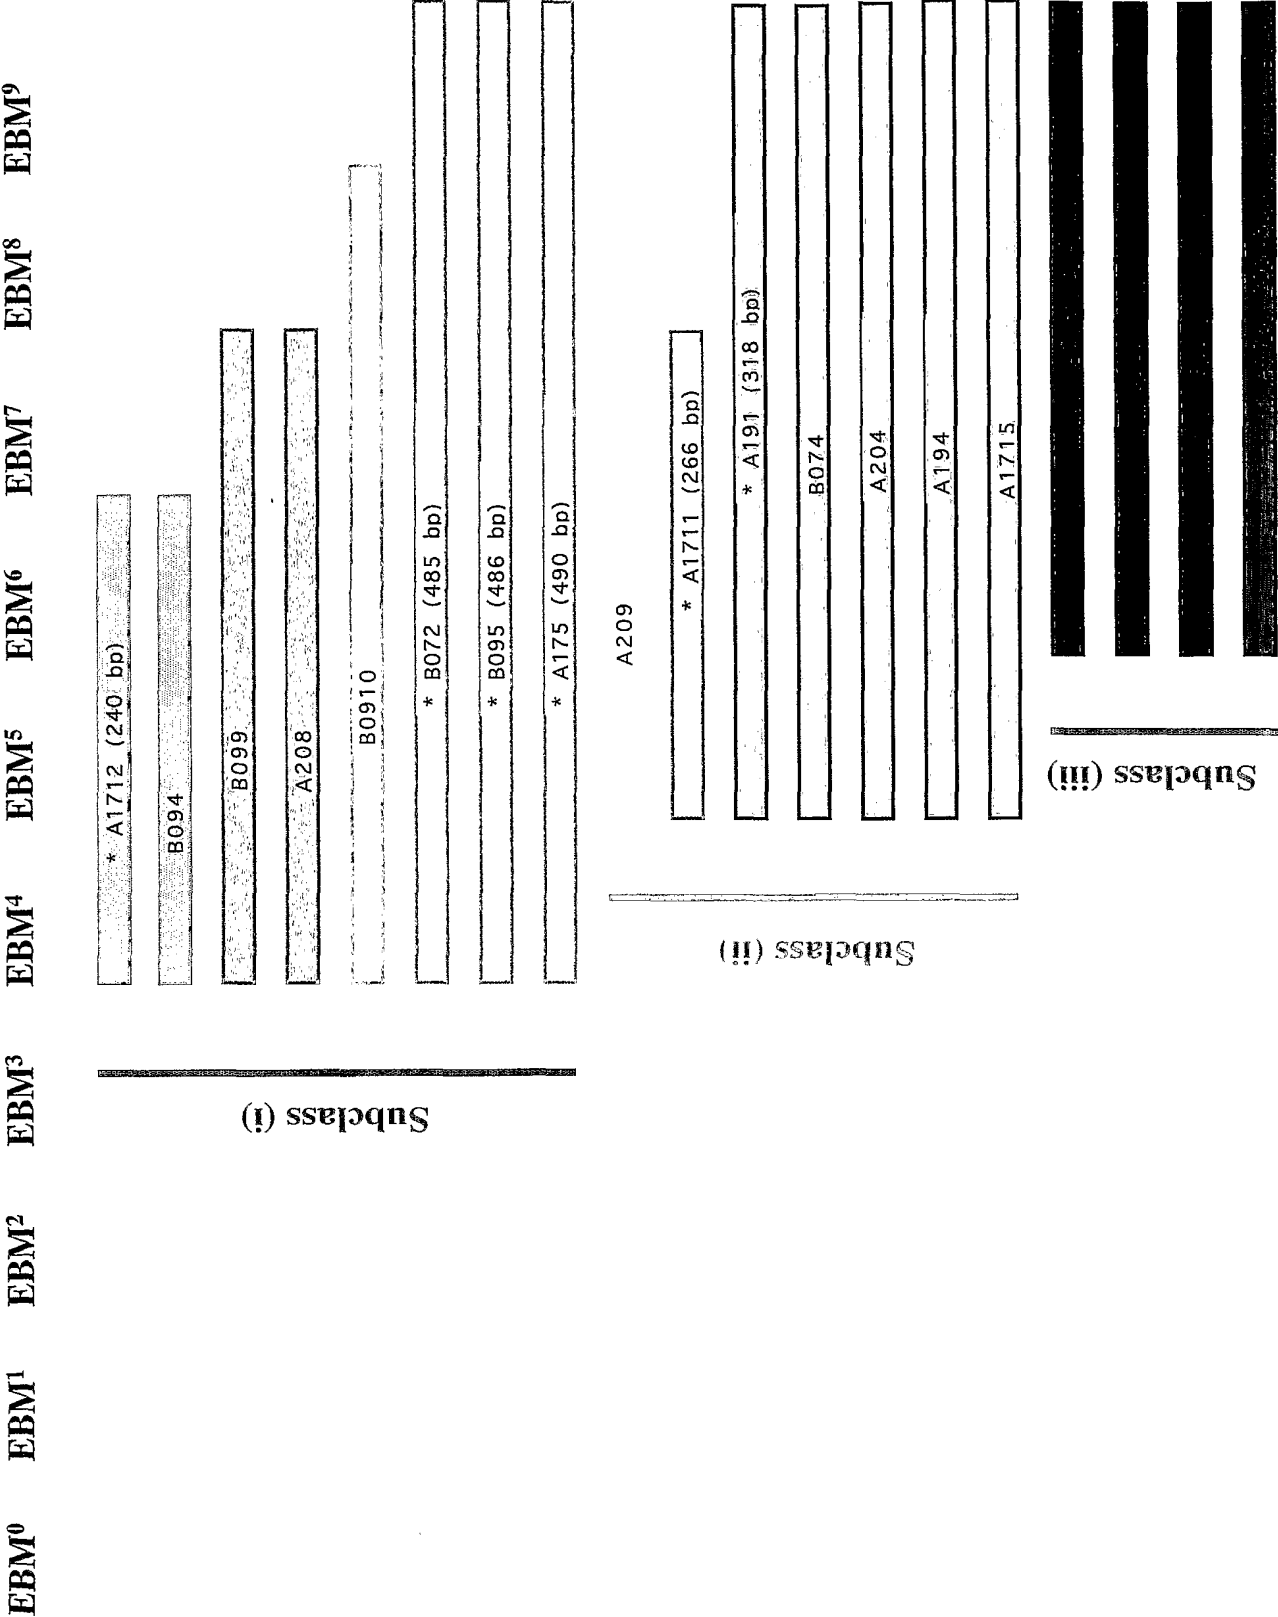 EBM⁰ EBM¹ EBM² EBM³ EBM⁴ EBM⁵ EBM⁶ EBM⁷ EBM⁸ EBM⁹
* A1712 (240 bp)
B094
B099
A208
B0910
* B072 (485 bp)
* B095 (486 bp)
* A175 (490 bp)
Subclass (i)
A209
* A1711 (266 bp)
* A191 (318 bp)
B074
A204
A194
A1715
Subclass (ii)
Subclass (iii)